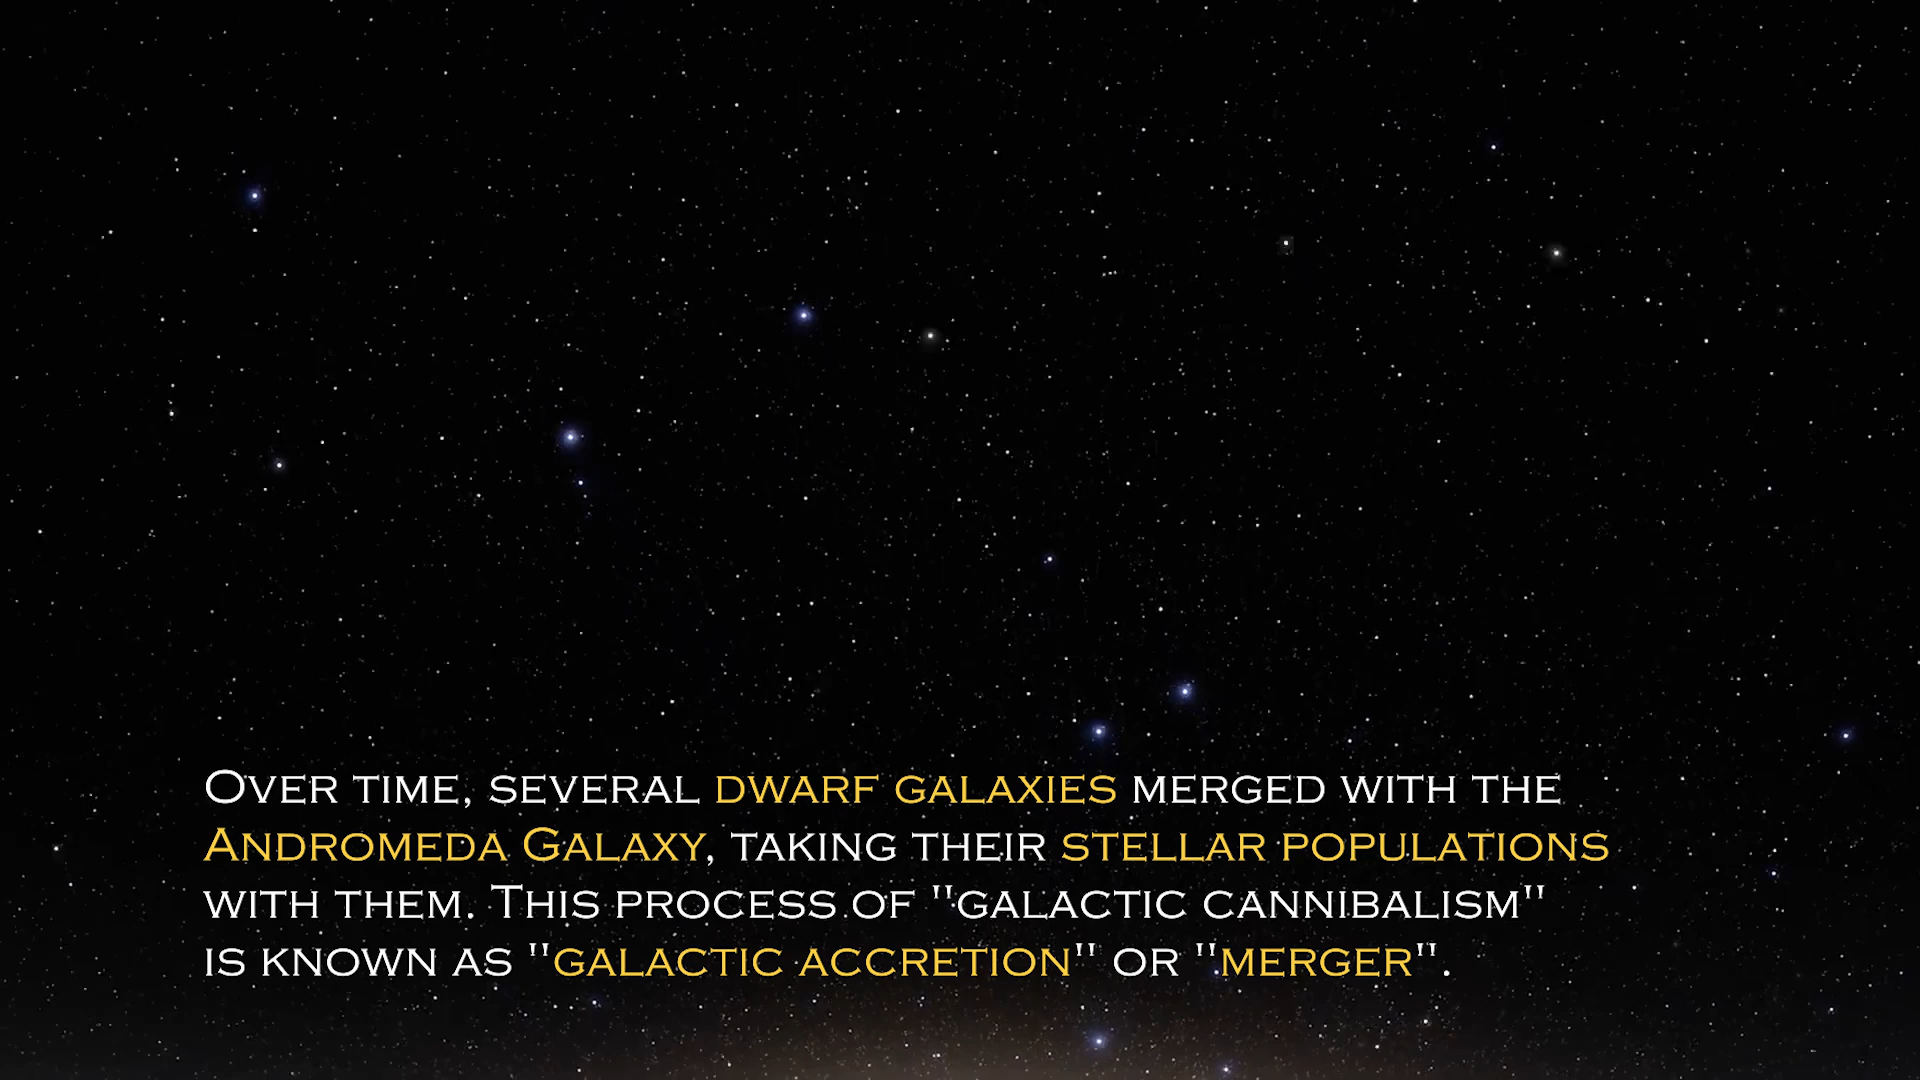 Over time, several dwarf galaxies merged with the
Andromeda Galaxy, taking their stellar populations
with them. This process of "galactic cannibalism"
is known as "galactic accretion" or "merger".